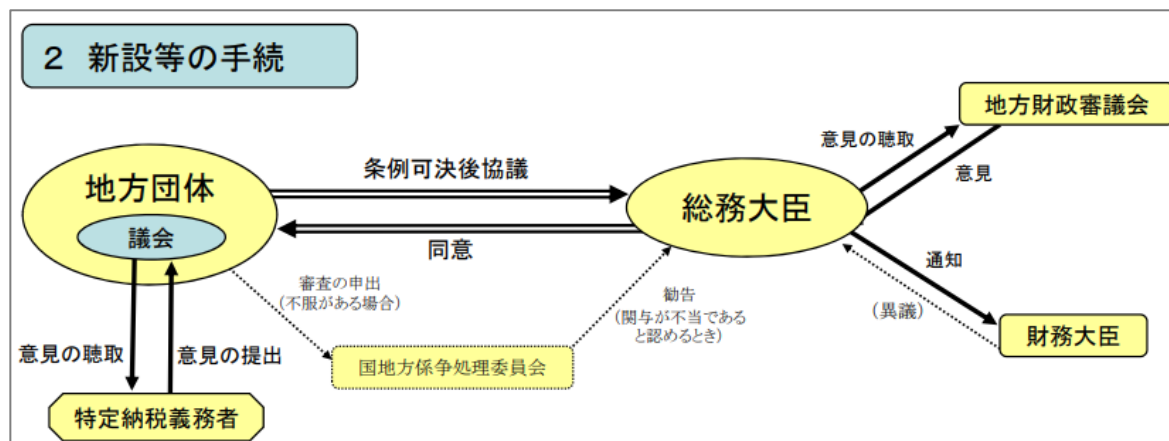 2 新設等の手続
地方財政審議会
意見の聴取
意見
条例可決後協議
地方団体
議会
総務大臣
同意
通知
(異議)
財務大臣
審査の申出
(不服がある場合)
勧告
(関与が不当である
と認めるとき)
国地方係争処理委員会
意見の聴取
意見の提出
特定納税義務者